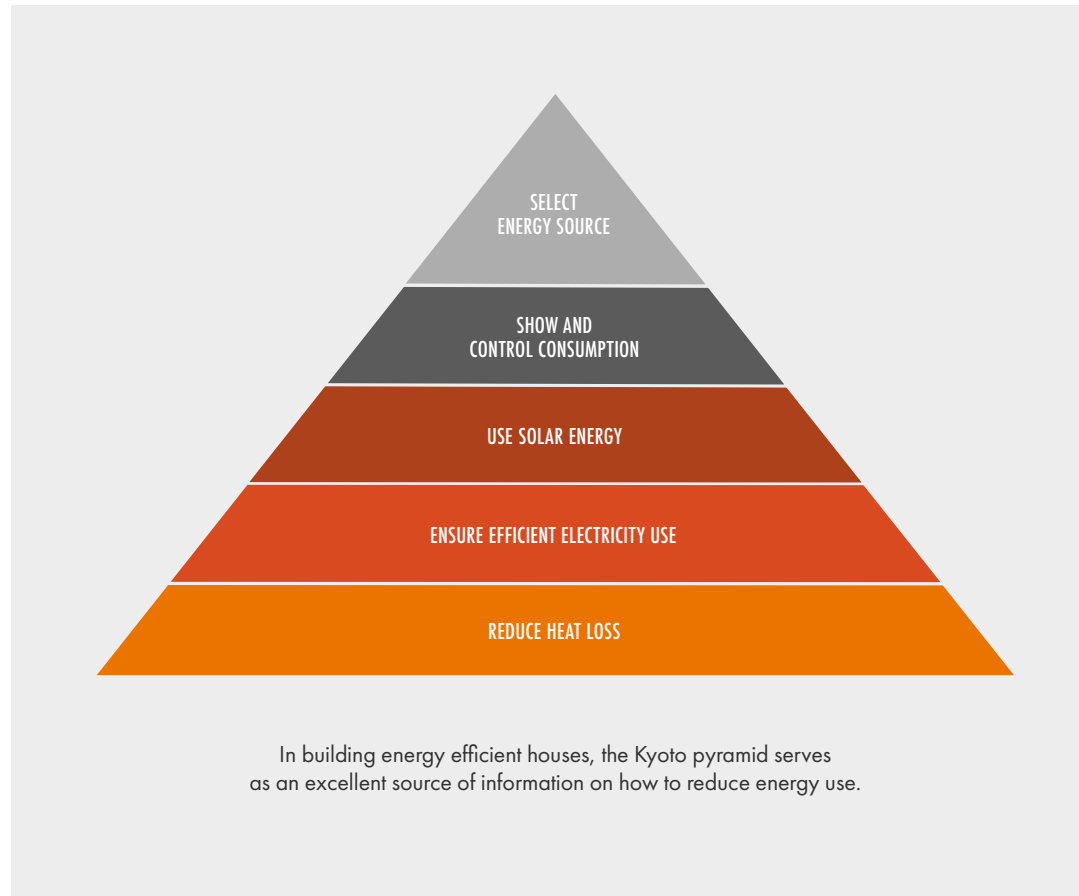 SELECT
ENERGY SOURCE
SHOW AND
CONTROL CONSUMPTION
USE SOLAR ENERGY
ENSURE EFFICIENT ELECTRICITY USE
REDUCE HEAT LOSS
In building energy efficient houses, the Kyoto pyramid serves
as an excellent source of information on how to reduce energy use.